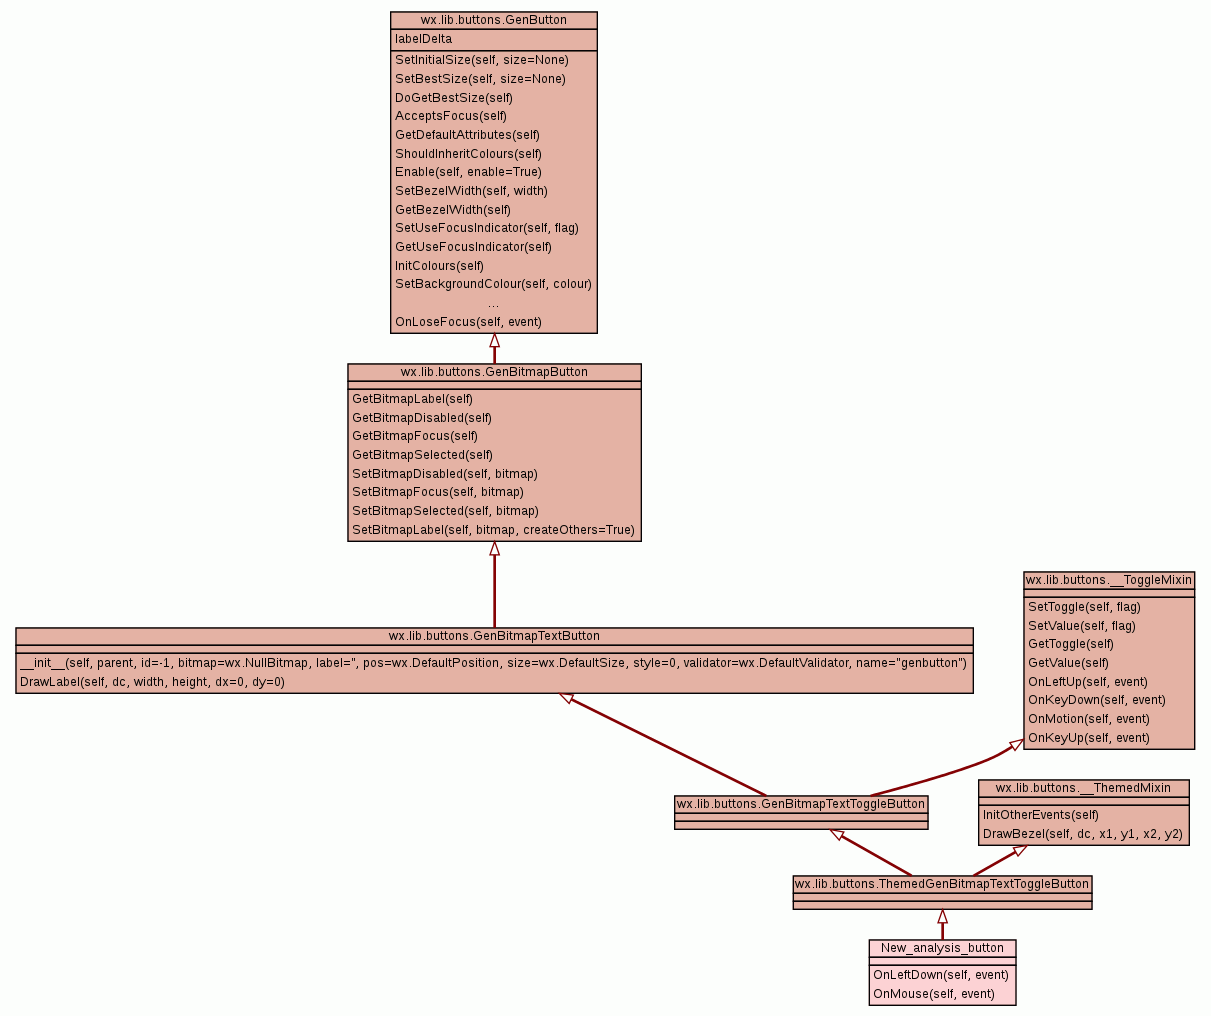 wx.lib.buttons.GenButton
labelDelta
SetInitialSize(self, size=None)
SetBestSize(self, size=None)
DoGetBestSize(self)
AcceptsFocus(self)
GetDefaultAttributes(self)
ShouldInheritColours(self)
Enable(self, enable=True)
SetBezelWidth(self, width)
GetBezelWidth(self)
SetUseFocusIndicator(self, flag)
GetUseFocusIndicator(self)
InitColours(self)
SetBackgroundColour(self, colour)
...
OnLoseFocus(self, event)
wx.lib.buttons.GenBitmapButton
GetBitmapLabel(self)
GetBitmapDisabled(self)
GetBitmapFocus(self)
GetBitmapSelected(self)
SetBitmapDisabled(self, bitmap)
SetBitmapFocus(self, bitmap)
SetBitmapSelected(self, bitmap)
SetBitmapLabel(self, bitmap, createOthers=True)
wx.lib.buttons.__ToggleMixin
SetToggle(self, flag)
SetValue(self, flag)
GetToggle(self)
GetValue(self)
OnLeftUp(self, event)
OnKeyDown(self, event)
OnMotion(self, event)
OnKeyUp(self, event)
wx.lib.buttons.GenBitmapTextButton
__init__(self, parent, id=-1, bitmap=wx.NullBitmap, label='', pos=wx.DefaultPosition, size=wx.DefaultSize, style=0, validator=wx.DefaultValidator, name="genbutton")
DrawLabel(self, dc, width, height, dx=0, dy=0)
wx.lib.buttons.GenBitmapTextToggleButton
wx.lib.buttons.__ThemedMixin
InitOtherEvents(self)
DrawBezel(self, dc, x1, y1, x2, y2)
wx.lib.buttons.ThemedGenBitmapTextToggleButton
New_analysis_button
OnLeftDown(self, event)
OnMouse(self, event)